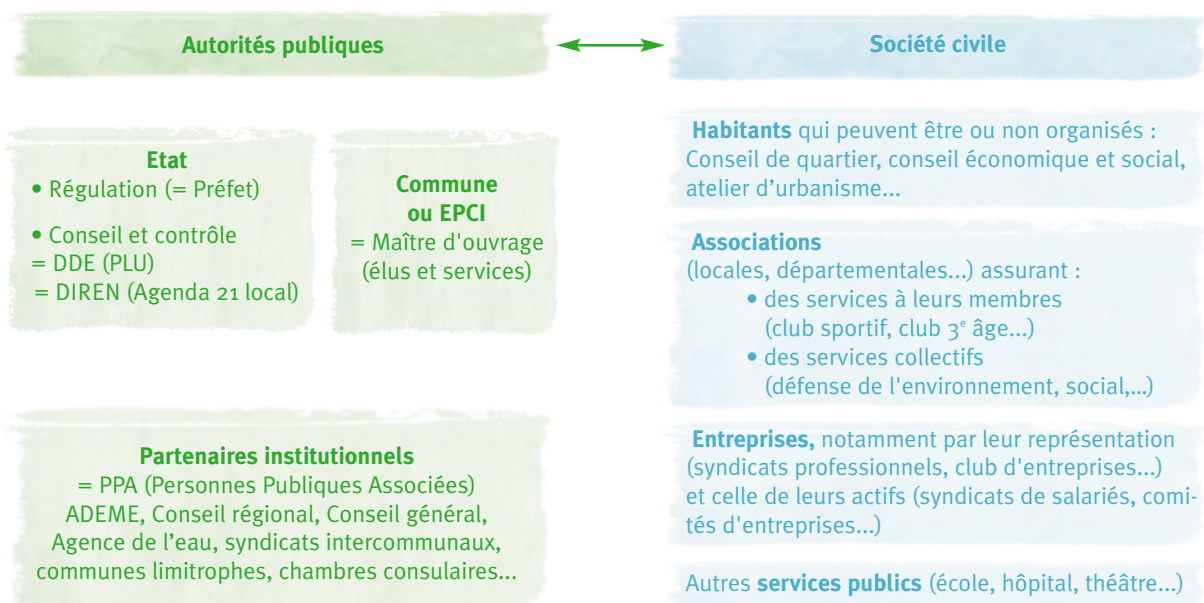 Autorités publiques
Etat
• Régulation (= Préfet)
• Conseil et contrôle
= DDE (PLU)
= DIREN (Agenda 21 local)
Commune
ou EPCI
= Maître d'ouvrage
(élus et services)
Partenaires institutionnels
= PPA (Personnes Publiques Associées)
ADEME, Conseil régional, Conseil général,
Agence de l’eau, syndicats intercommunaux,
communes limitrophes, chambres consulaires...
Société civile
Habitants qui peuvent être ou non organisés :
Conseil de quartier, conseil économique et social,
atelier d’urbanisme...
Associations
(locales, départementales...) assurant :
• des services à leurs membres
(club sportif, club 3e âge...)
• des services collectifs
(défense de l'environnement, social,...)
Entreprises, notamment par leur représentation
(syndicats professionnels, club d'entreprises...)
et celle de leurs actifs (syndicats de salariés, comi-
tés d'entreprises...)
Autres services publics (école, hôpital, théâtre...)